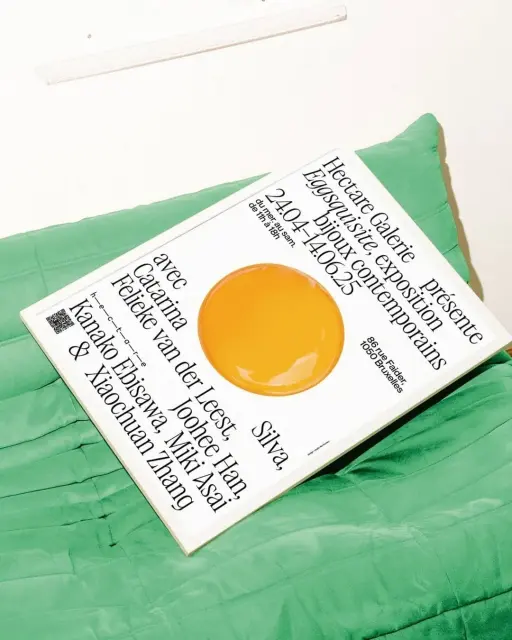 Hectare Galerie présente
Eggsquisite, exposition
bijoux contemporains
24.04–14.06.25
du mer. au sam.
de 11h à 18h
86 rue Faider,
1050 Bruxelles
avec
Catarina Silva,
Felieke van der Leest,
Joohee Han,
h—e—c—t—a—r—e
Kanako Ebisawa, Miki Asai
& Xiaochuan Zhang